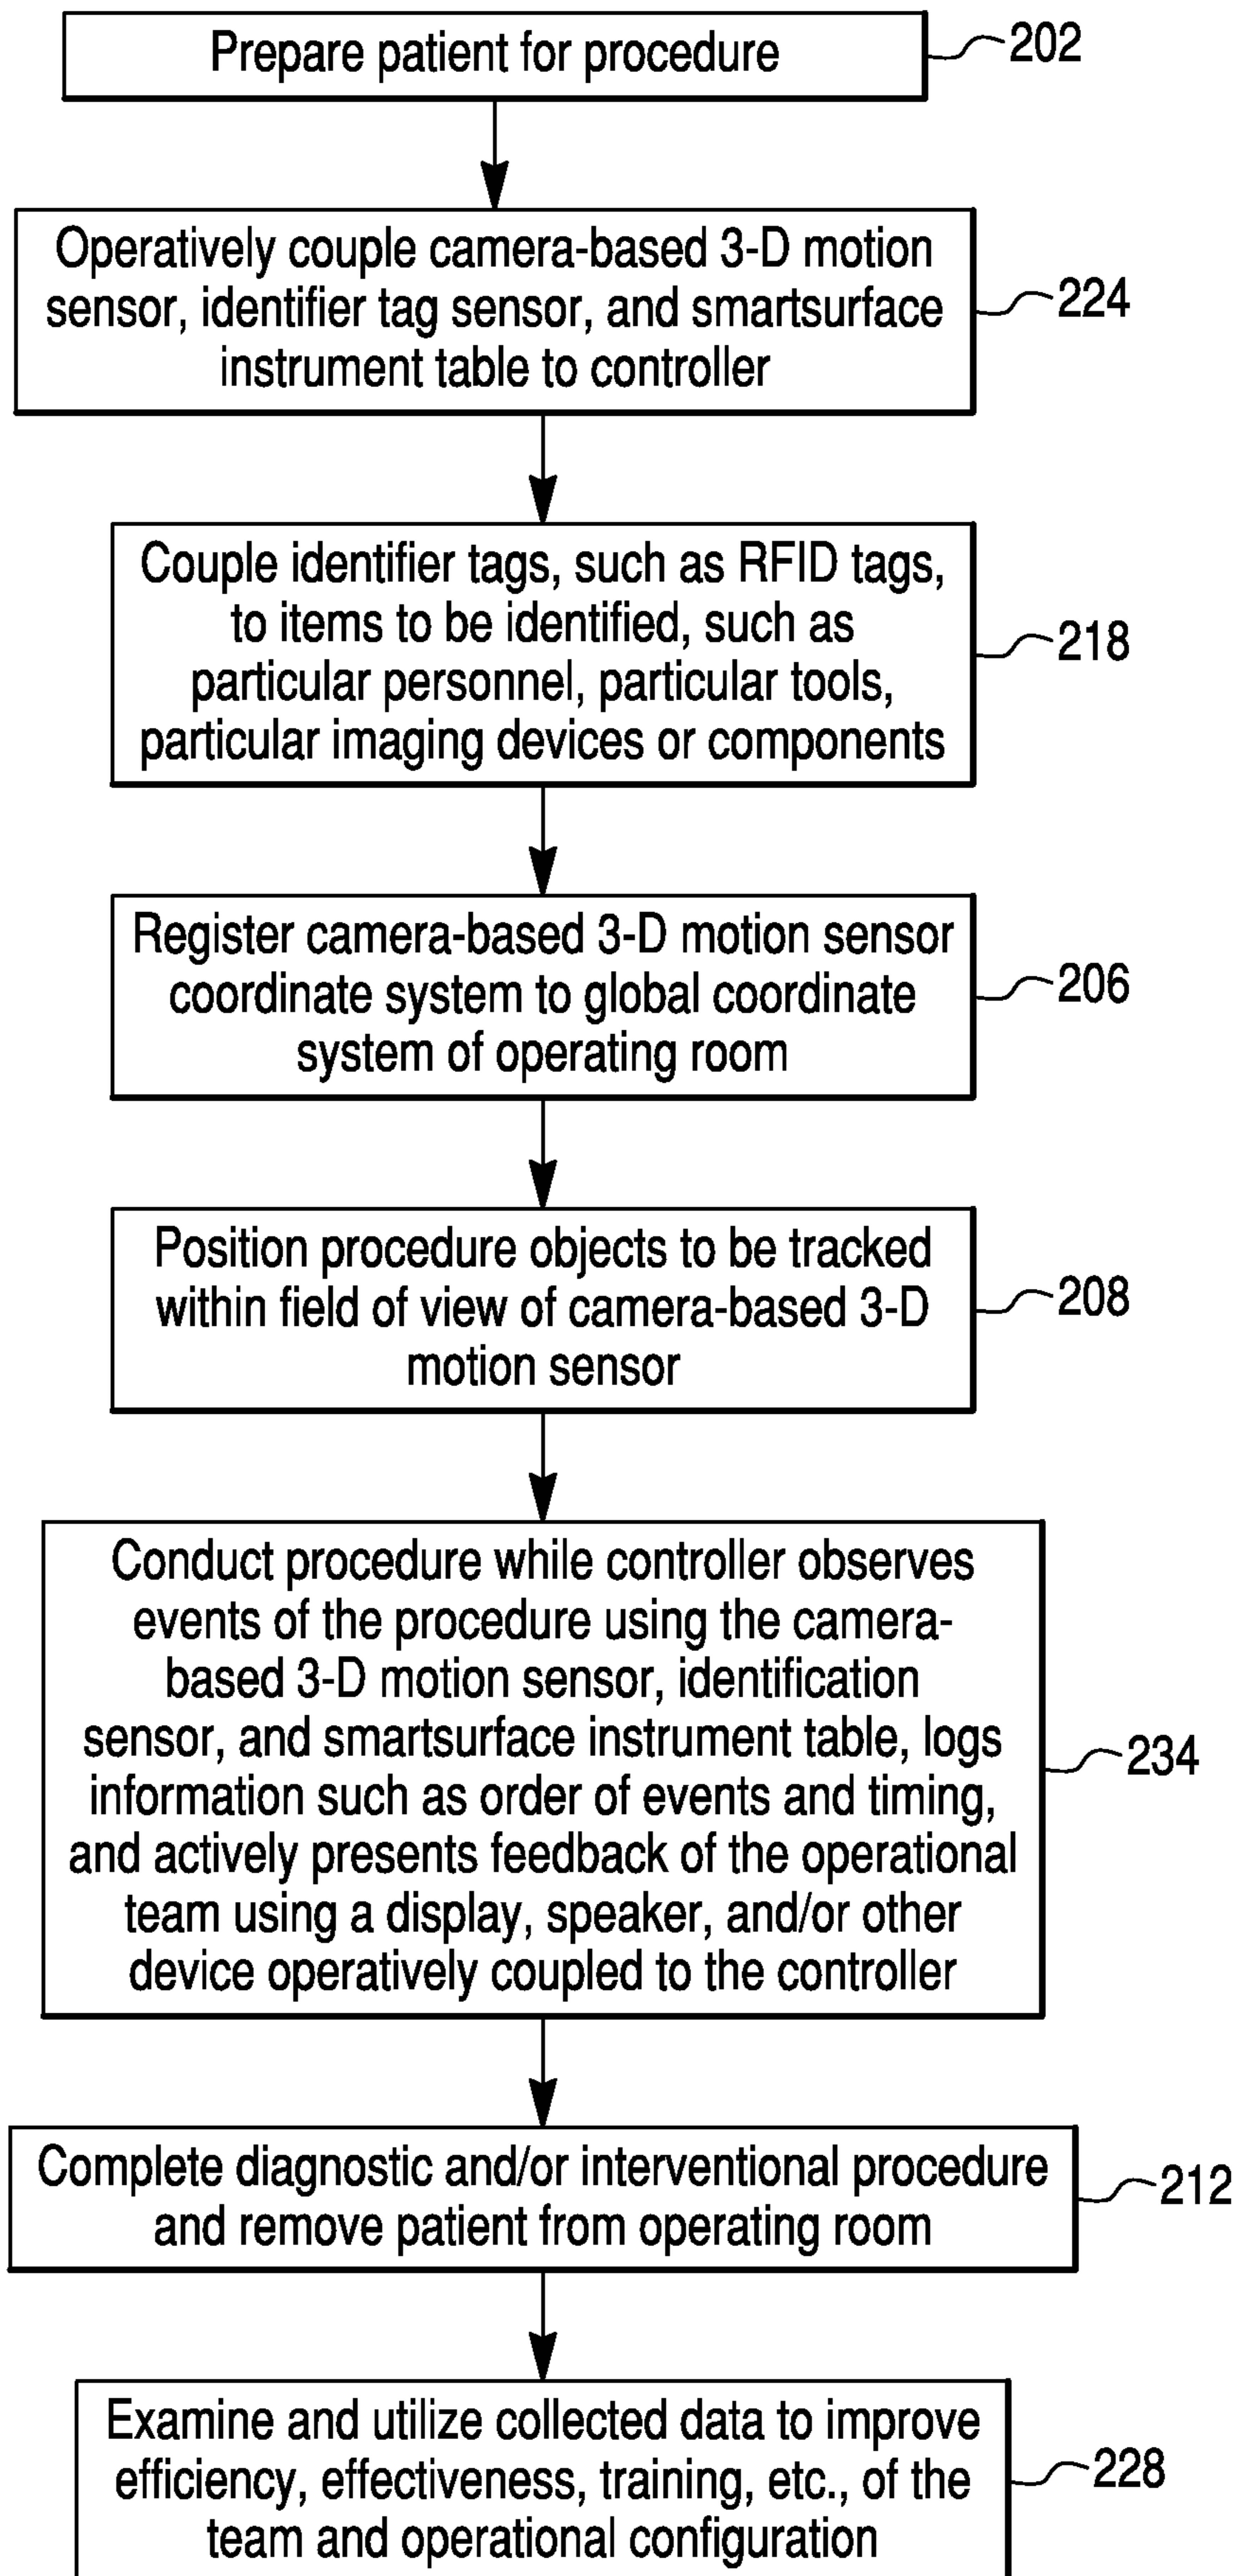 Prepare patient for procedure
202
Operatively couple camera-based 3-D motion
sensor, identifier tag sensor, and smartsurface
instrument table to controller
224
Couple identifier tags, such as RFID tags,
to items to be identified, such as
particular personnel, particular tools,
particular imaging devices or components
218
Register camera-based 3-D motion sensor
coordinate system to global coordinate
system of operating room
206
Position procedure objects to be tracked
within field of view of camera-based 3-D
motion sensor
208
Conduct procedure while controller observes
events of the procedure using the camera-
based 3-D motion sensor, identification
sensor, and smartsurface instrument table, logs
information such as order of events and timing,
and actively presents feedback of the operational
team using a display, speaker, and/or other
device operatively coupled to the controller
234
Complete diagnostic and/or interventional procedure
and remove patient from operating room
212
Examine and utilize collected data to improve
efficiency, effectiveness, training, etc., of the
team and operational configuration
228